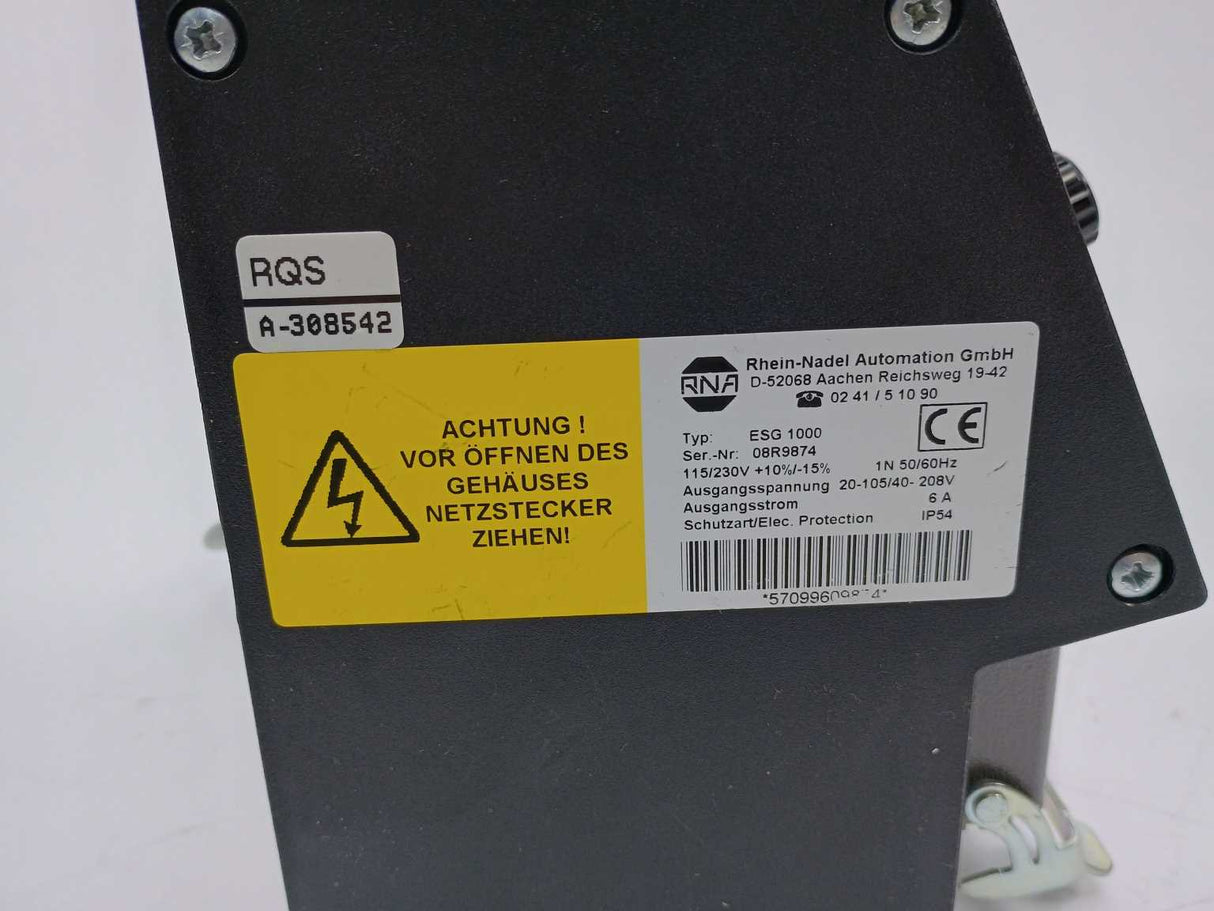 RQS
A-308542
ACHTUNG !
VOR ÖFFNEN DES
GEHÄUSES
NETZSTECKER
ZIEHEN!
RNA
Rhein-Nadel Automation GmbH
D-52068 Aachen Reichsweg 19-42
☎ 02 41 / 5 10 90
CE
Typ: ESG 1000
Ser.-Nr: 08R9874
115/230V +10%/-15% 1N 50/60Hz
Ausgangsspannung 20-105/40- 208V
Ausgangsstrom 6 A
Schutzart/Elec. Protection IP54